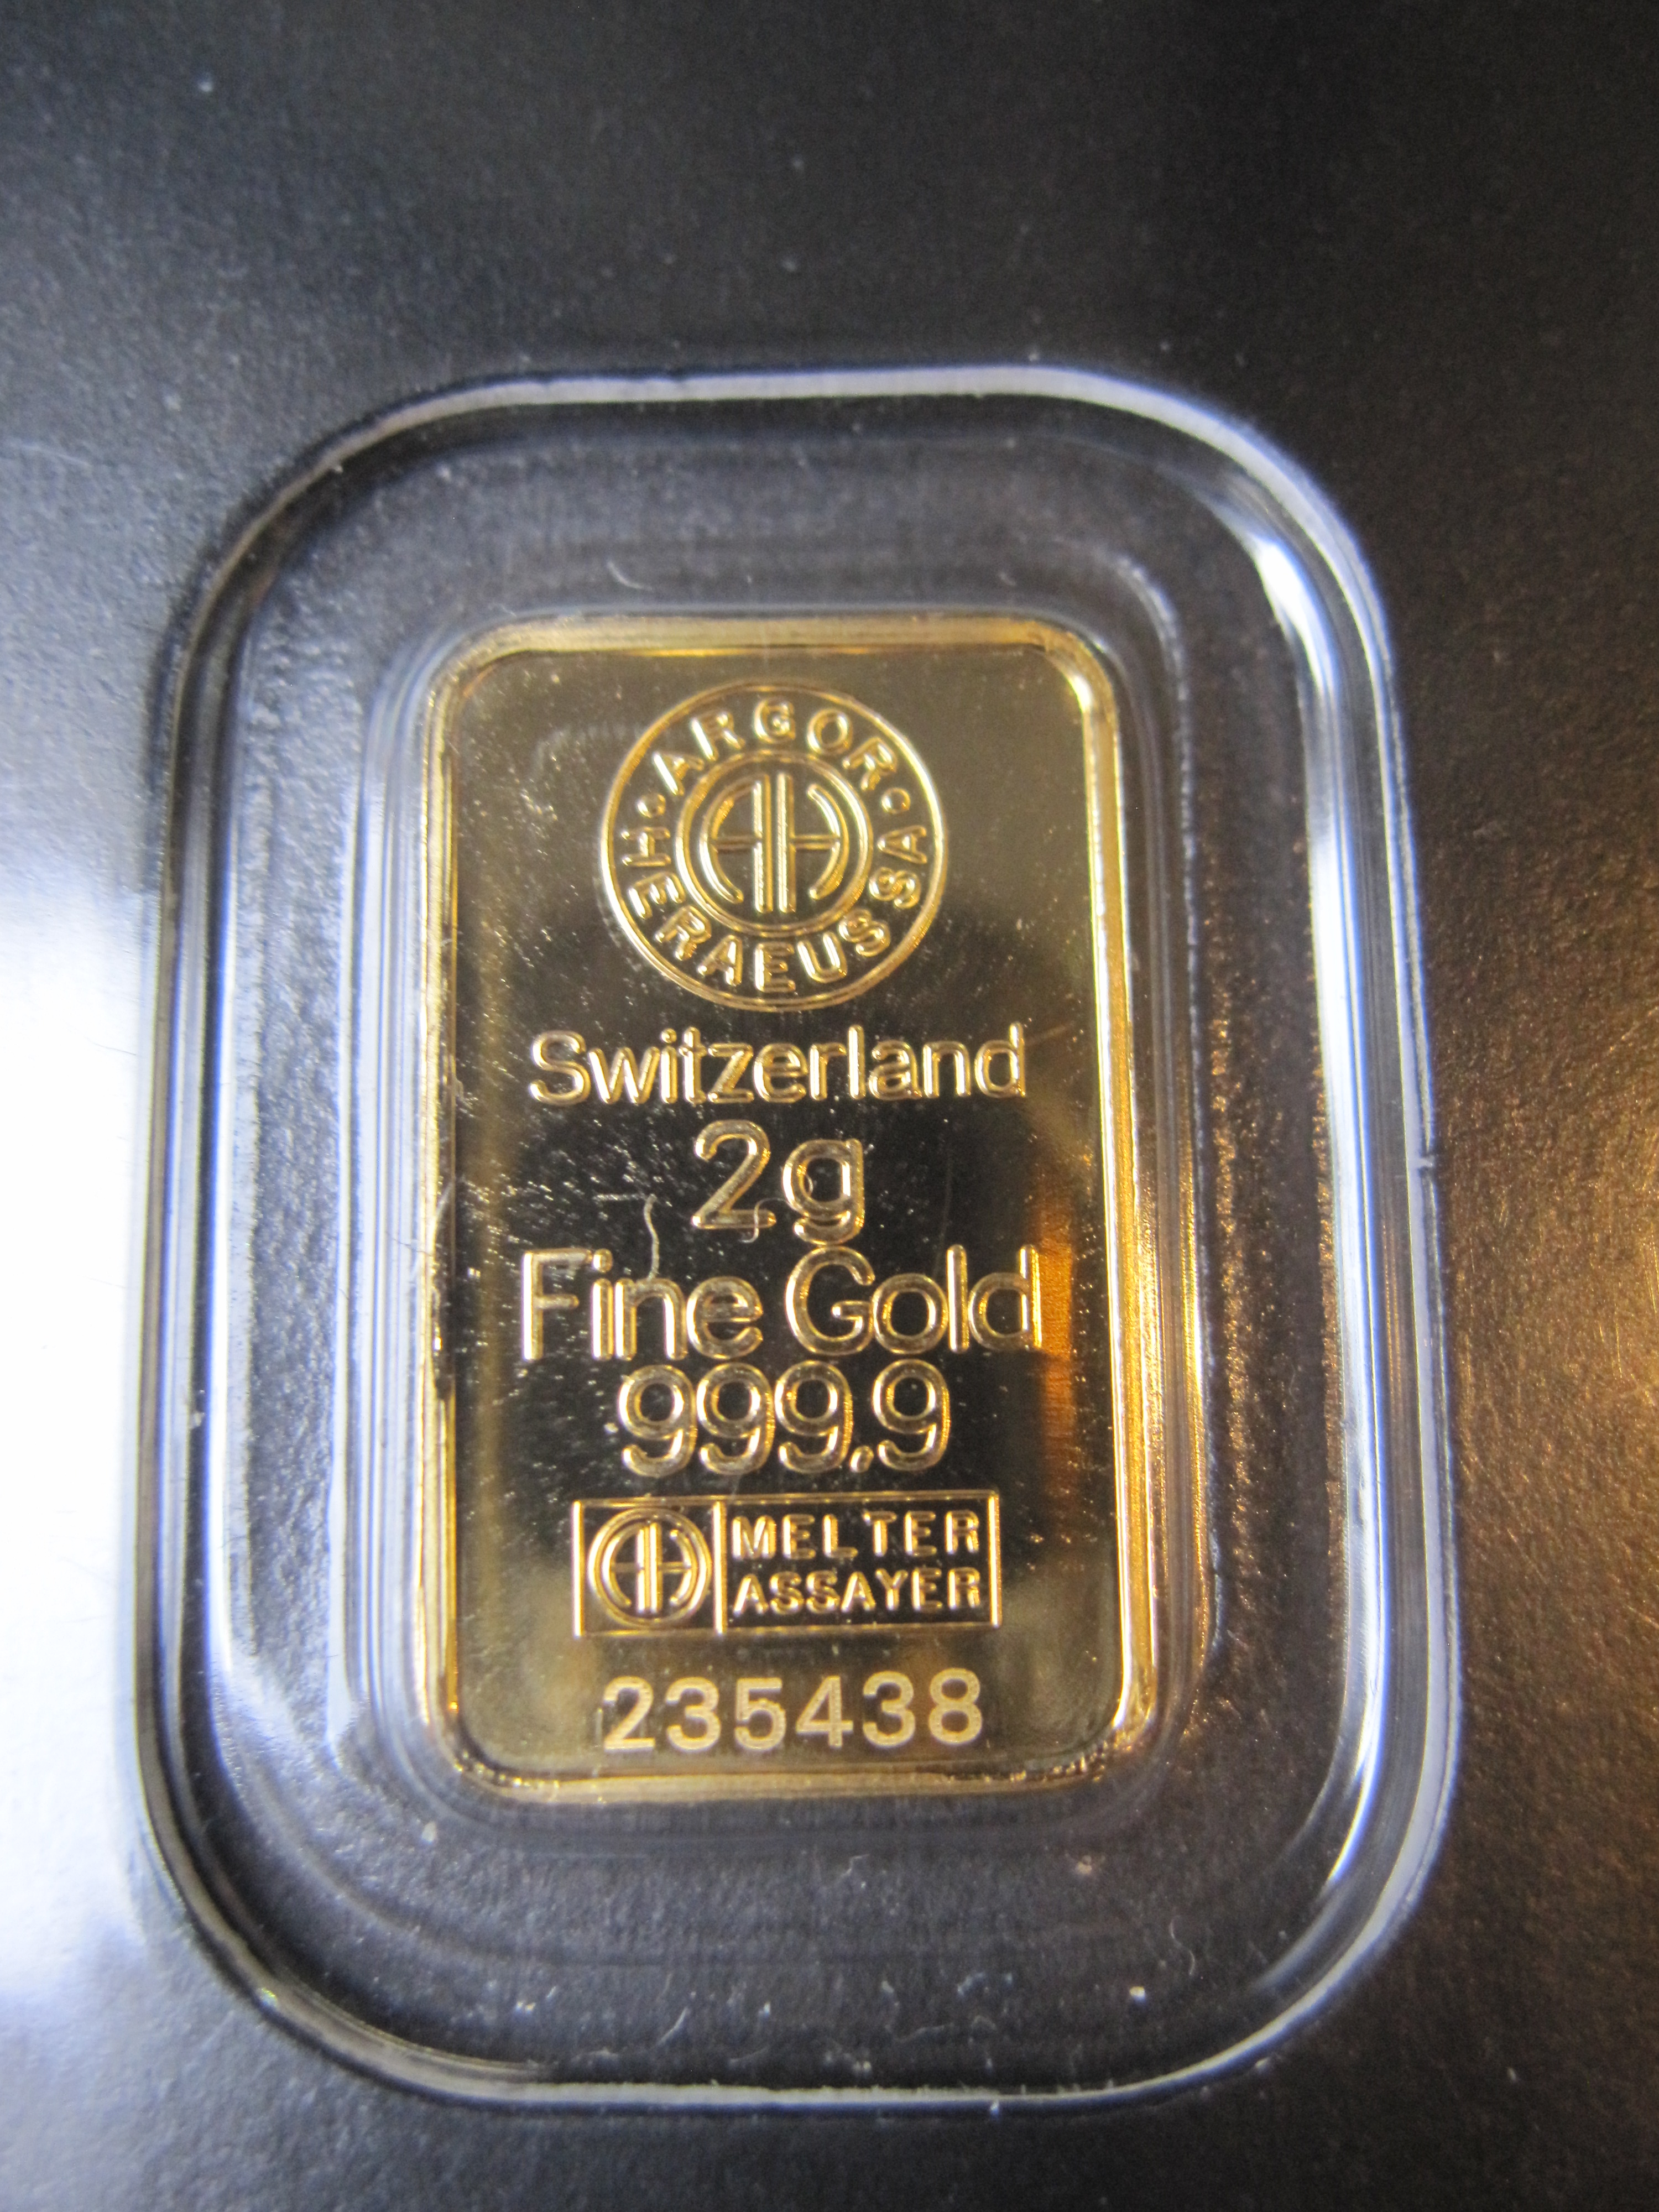 ARGOR
HERAEUS SA
Switzerland
2g
Fine Gold
999,9
MELTER
ASSAYER
235438